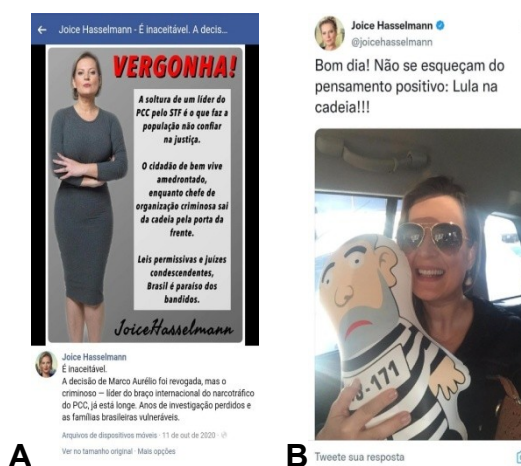 Joice Hasselmann - É inaceitável. A decis...
VERGONHA!
A soltura de um líder do
PCC pelo STF é o que faz a
população não confiar
na justiça.
O cidadão de bem vive
amedrontado,
enquanto chefe de
organização criminosa sai
da cadeia pela porta da
frente.
Leis permissivas e juízes
condescendentes,
Brasil é paraíso dos
bandidos.
JoiceHasselmann
Joice Hasselmann
É inaceitável.
A decisão de Marco Aurélio foi revogada, mas o
criminoso — líder do braço internacional do narcotráfico
do PCC, já está longe. Anos de investigação perdidos e
as famílias brasileiras vulneráveis.
Arquivos de dispositivos móveis · 11 de out de 2020 ·
Ver no tamanho original · Mais opções
A
Joice Hasselmann
@joicehasselmann
Bom dia! Não se esqueçam do
pensamento positivo: Lula na
cadeia!!!
-171
Tweete sua resposta
B